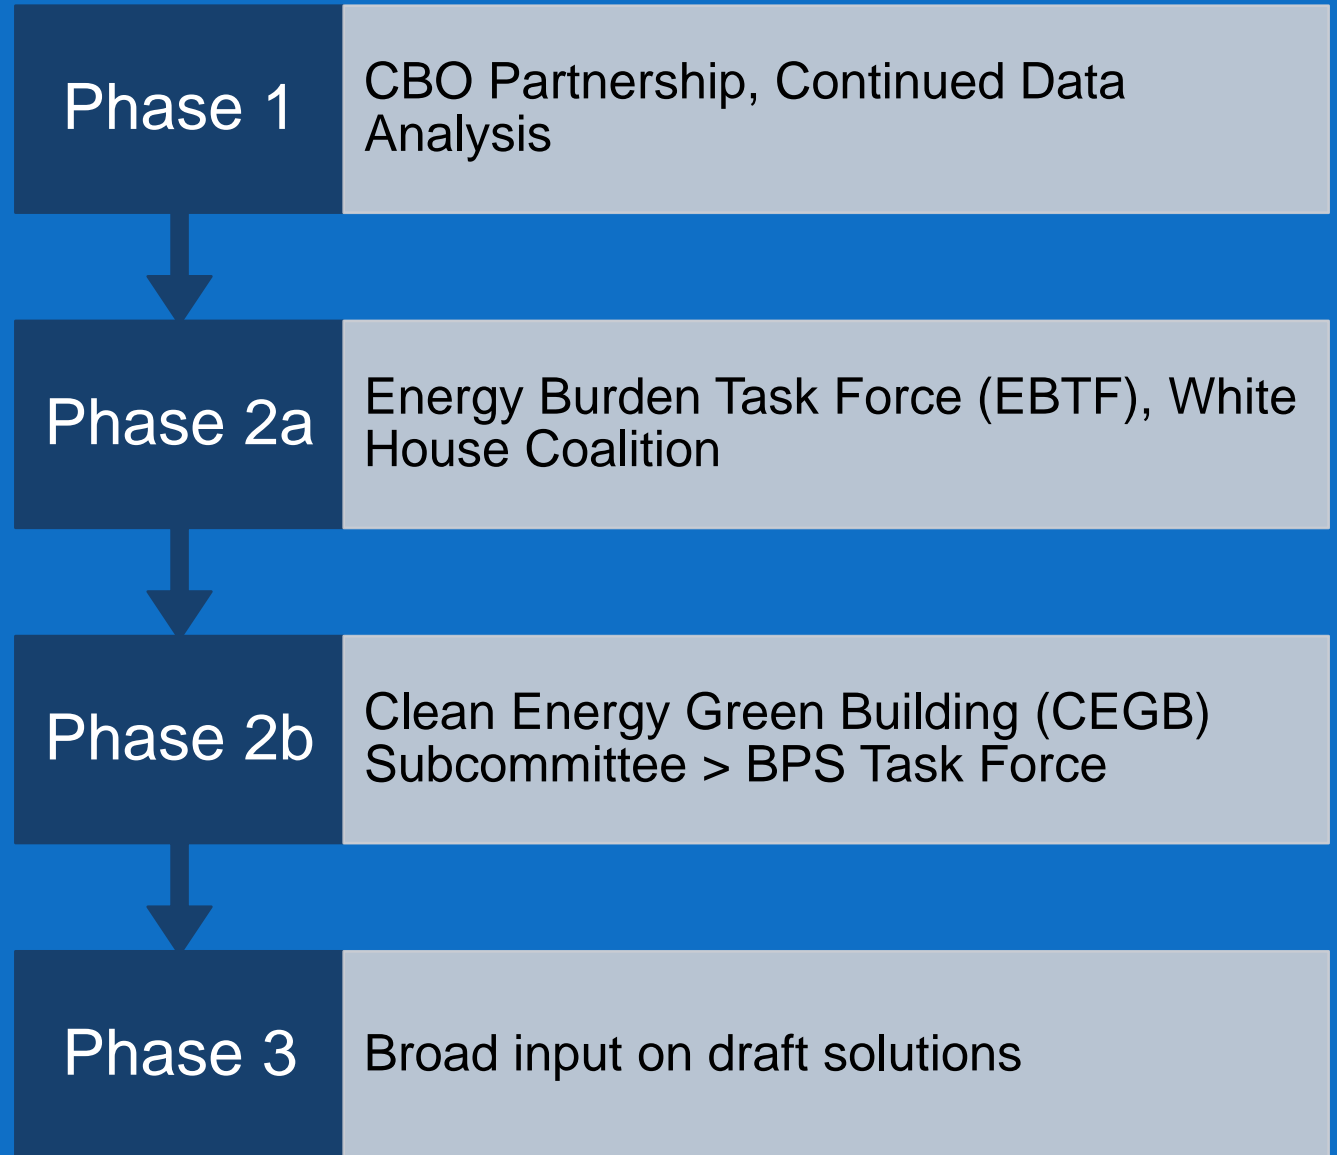 Phase 1
CBO Partnership, Continued Data
Analysis
Phase 2a
Energy Burden Task Force (EBTF), White
House Coalition
Phase 2b
Clean Energy Green Building (CEGB)
Subcommittee > BPS Task Force
Phase 3
Broad input on draft solutions